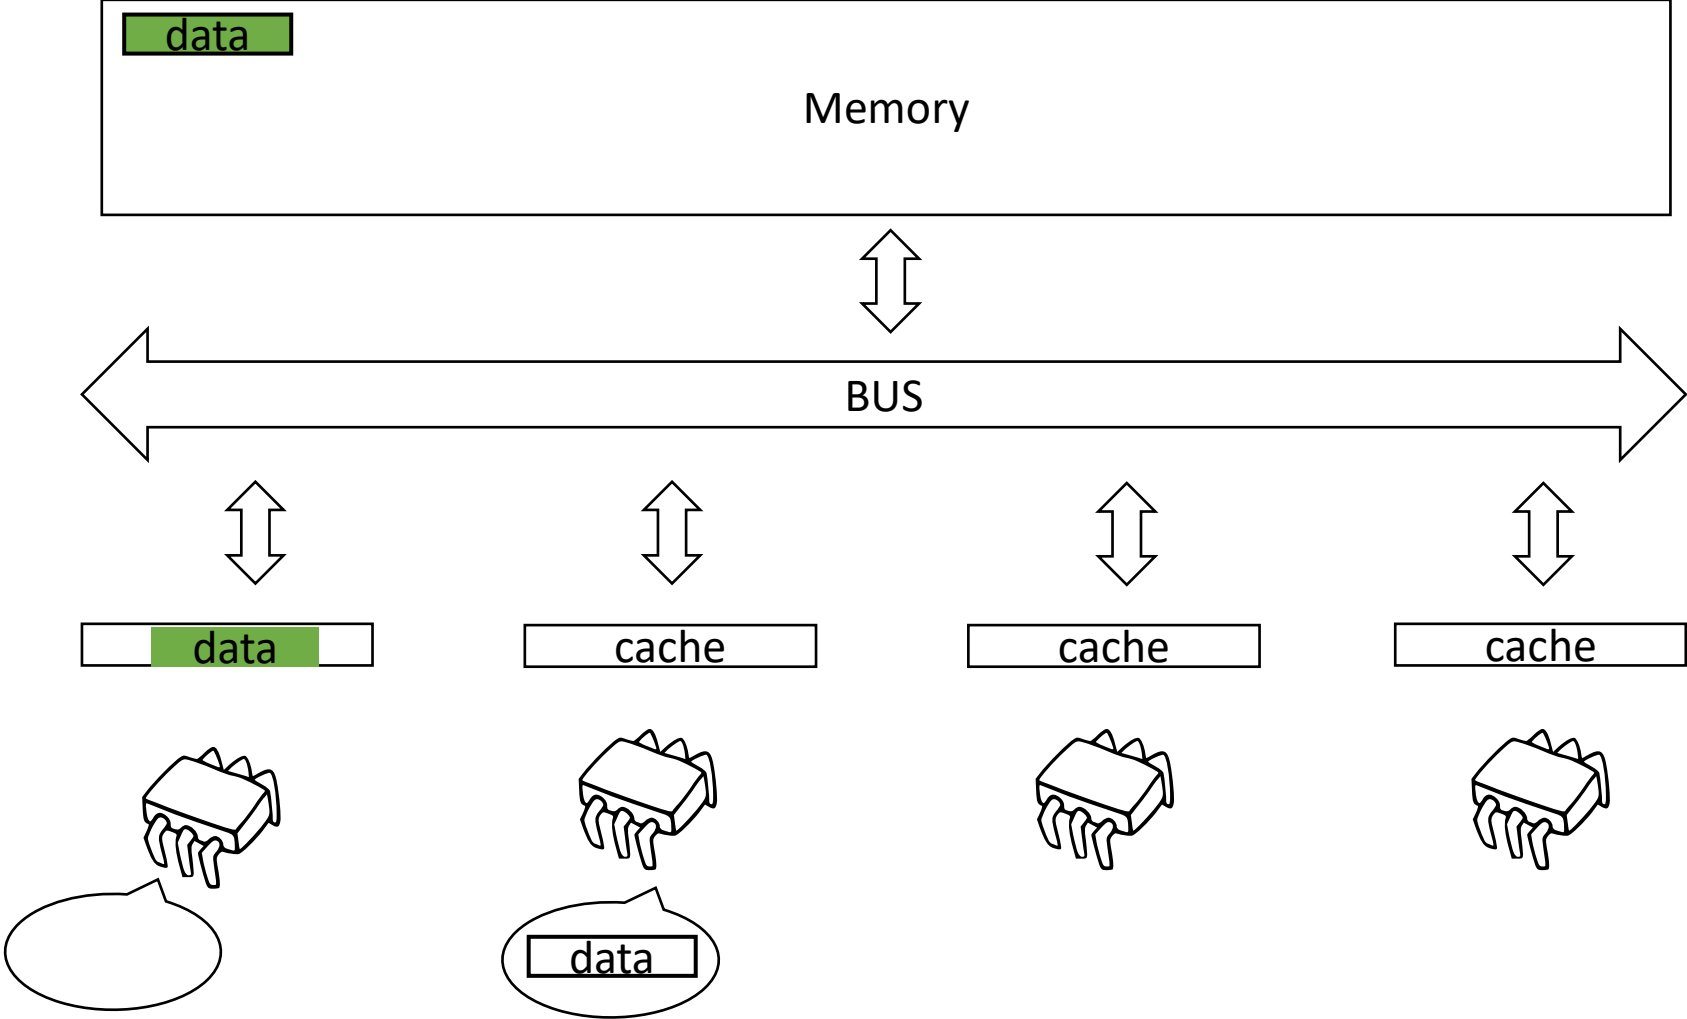 data
Memory
BUS
data
cache
cache
cache
data